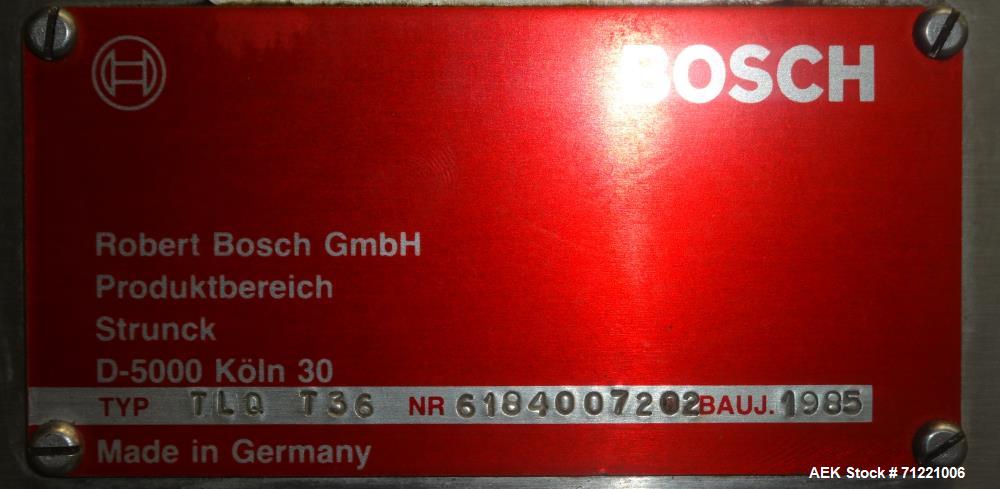 BOSCH
Robert Bosch GmbH
Produktbereich
Strunck
D-5000 Köln 30
TYP TLQ T36 NR 6184007202 BAUJ. 1985
Made in Germany
AEK Stock # 71221006